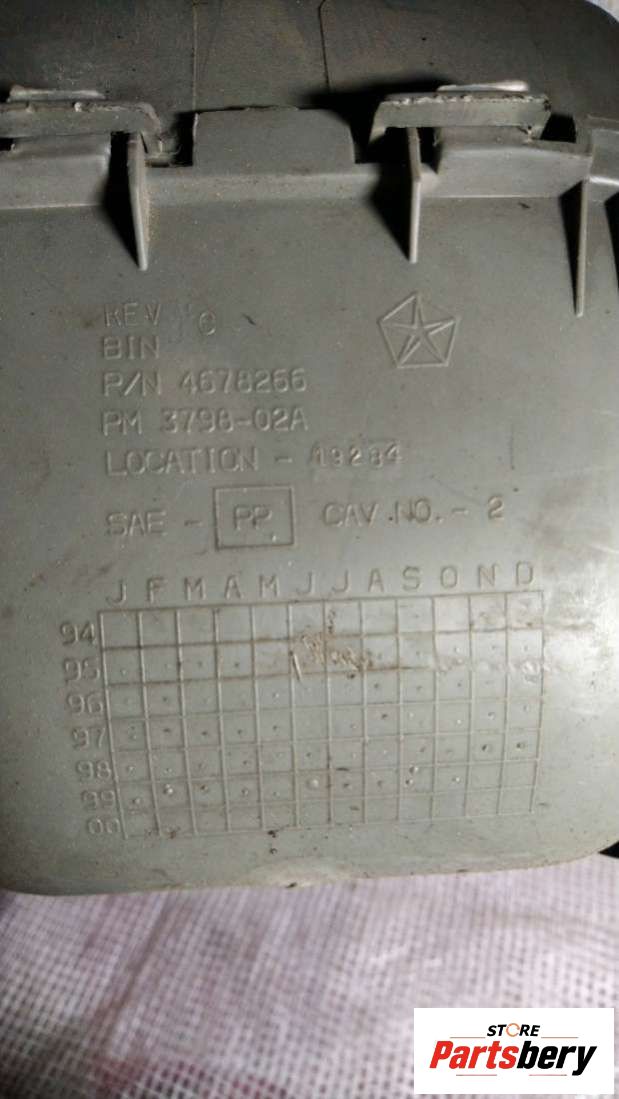 REV C
BIN
P/N 4678266
PM 3798-02A
LOCATION - 19284
SAE - PP CAV. NO. - 2
J F M A M J J A S O N D
94
95
96
97
98
99
00
STORE
Partsbery